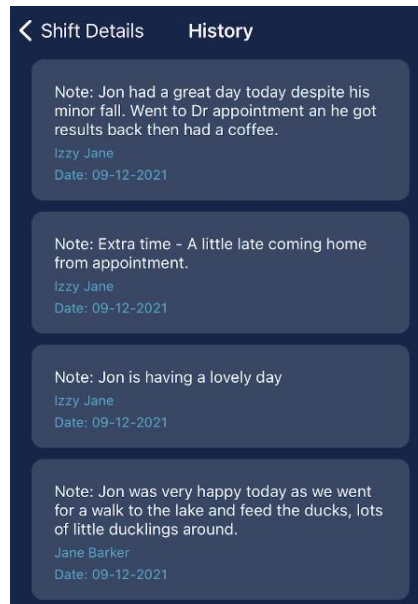 Shift Details History
Note: Jon had a great day today despite his
minor fall. Went to Dr appointment an he got
results back then had a coffee.
Izzy Jane
Date: 09-12-2021
Note: Extra time - A little late coming home
from appointment.
Izzy Jane
Date: 09-12-2021
Note: Jon is having a lovely day
Izzy Jane
Date: 09-12-2021
Note: Jon was very happy today as we went
for a walk to the lake and feed the ducks, lots
of little ducklings around.
Jane Barker
Date: 09-12-2021